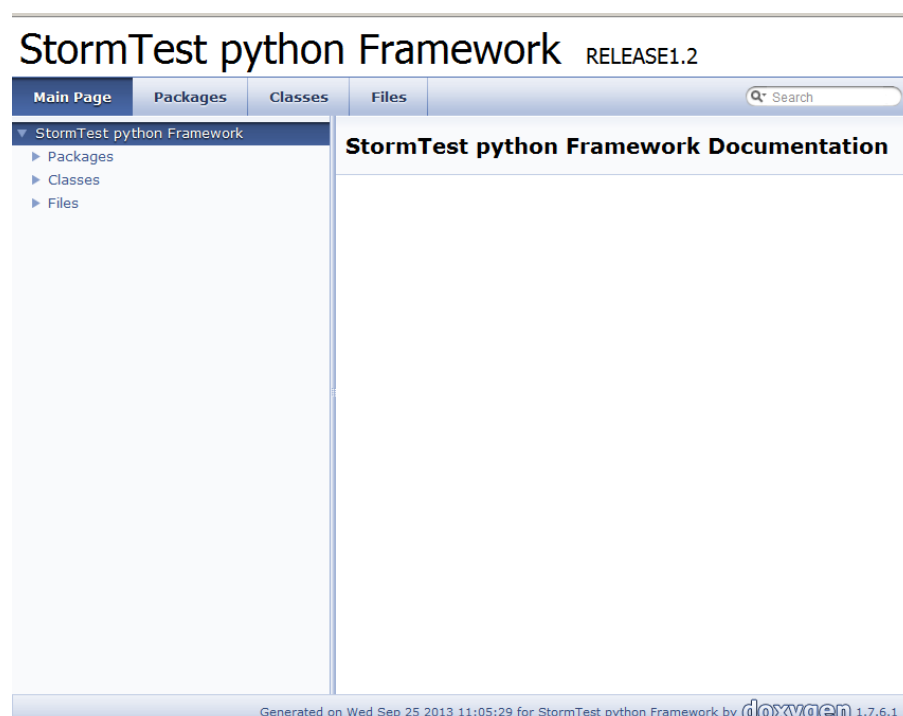 StormTest python Framework RELEASE1.2
Main Page Packages Classes Files Search
StormTest python Framework
Packages
Classes
Files
StormTest python Framework Documentation
Generated on Wed Sep 25 2013 11:05:29 for StormTest python Framework by doxygen 1.7.6.1